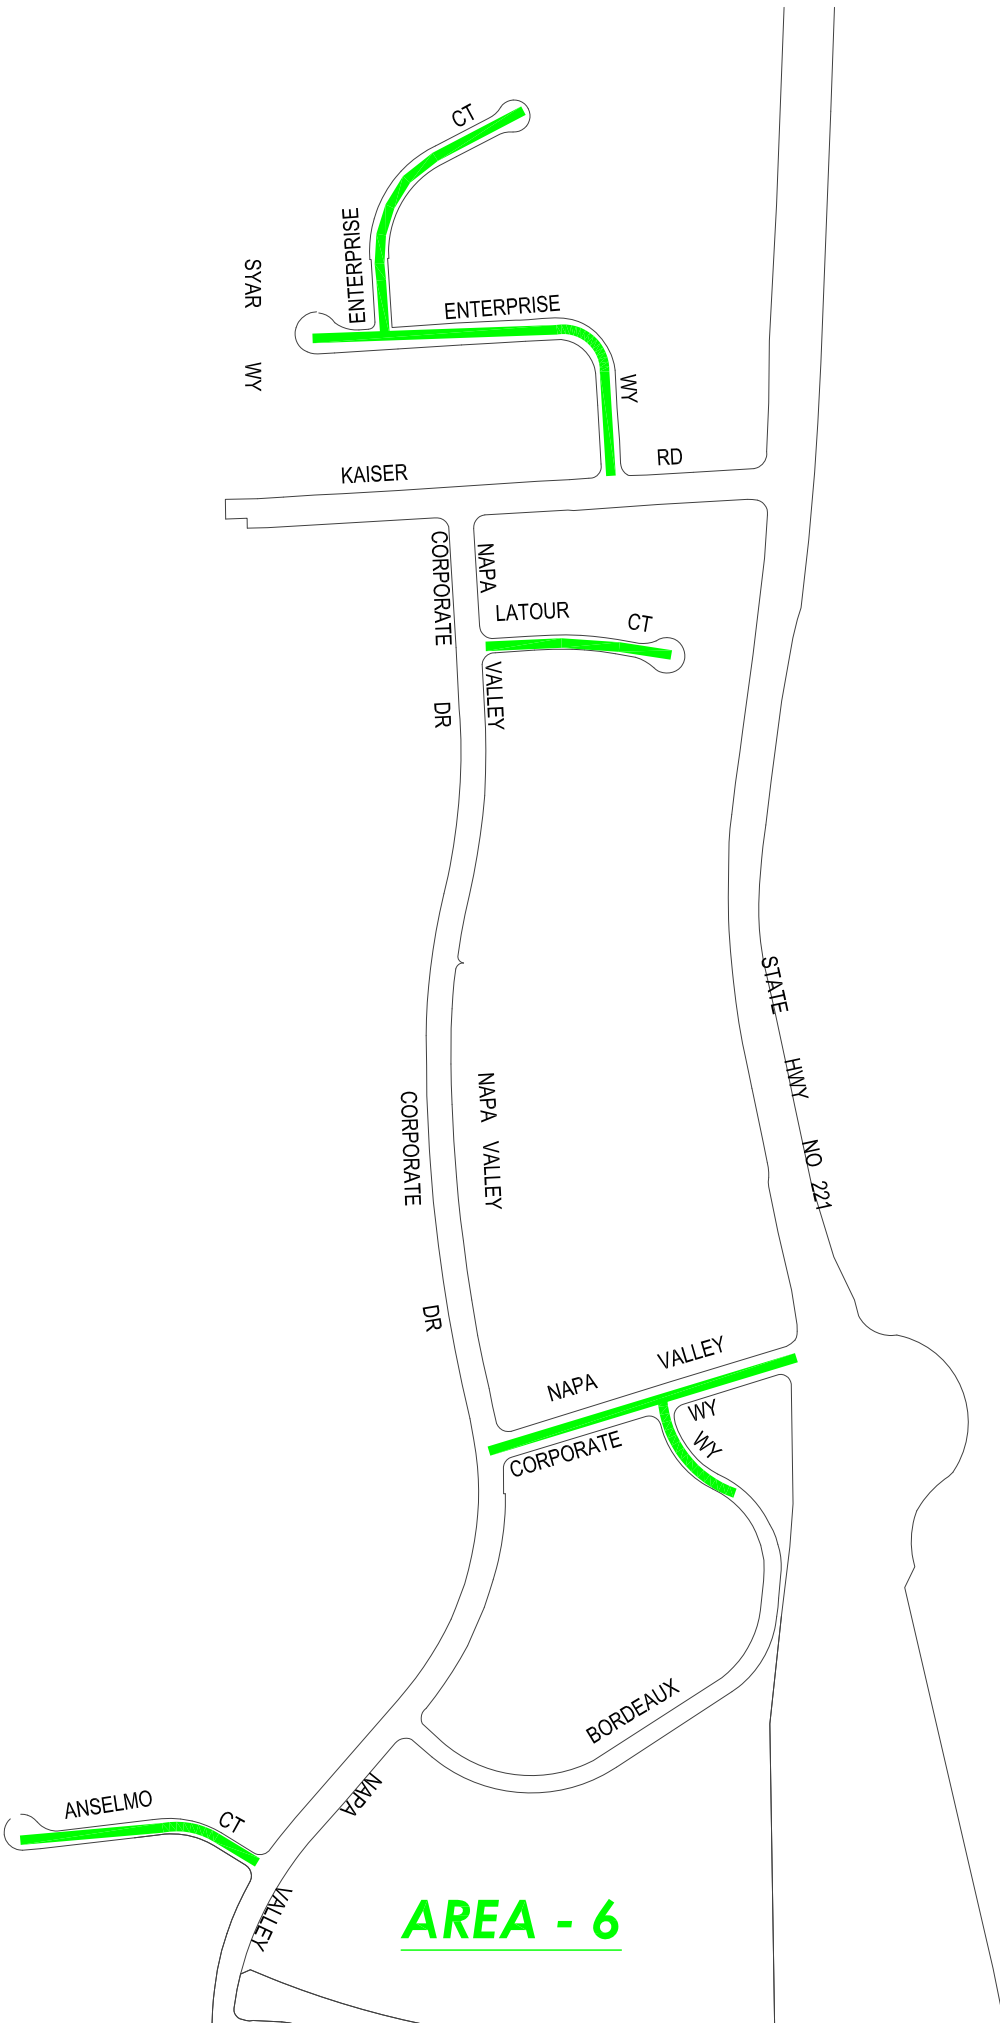 CT
ENTERPRISE
SYAR WY
ENTERPRISE
WY
KAISER RD
CORPORATE DR
NAPA VALLEY
LATOUR CT
STATE HWY NO 221
CORPORATE DR
NAPA VALLEY
NAPA VALLEY
CORPORATE WY
WY
BORDEAUX
NAPA
VALLEY
ANSELMO CT
AREA - 6